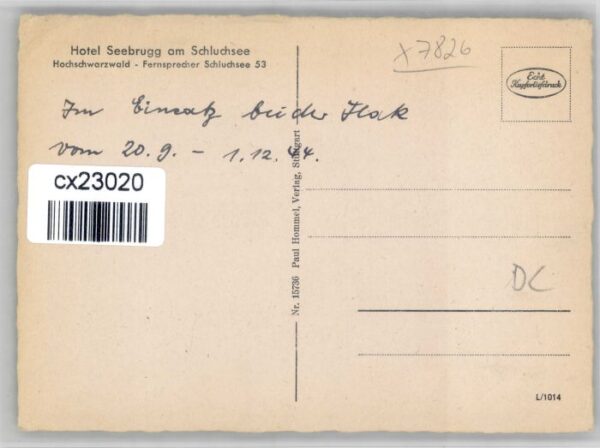 Hotel Seebrugg am Schluchsee
Hochschwarzwald - Fernsprecher Schluchsee 53
x 7826
Echt
Kupfertiefdruck
Im Einsatz bei der Flak
vom 20.9. – 1.12.44.
cx23020
Nr. 15736 Paul Hommel, Verlag, Stuttgart
DC
L/1014